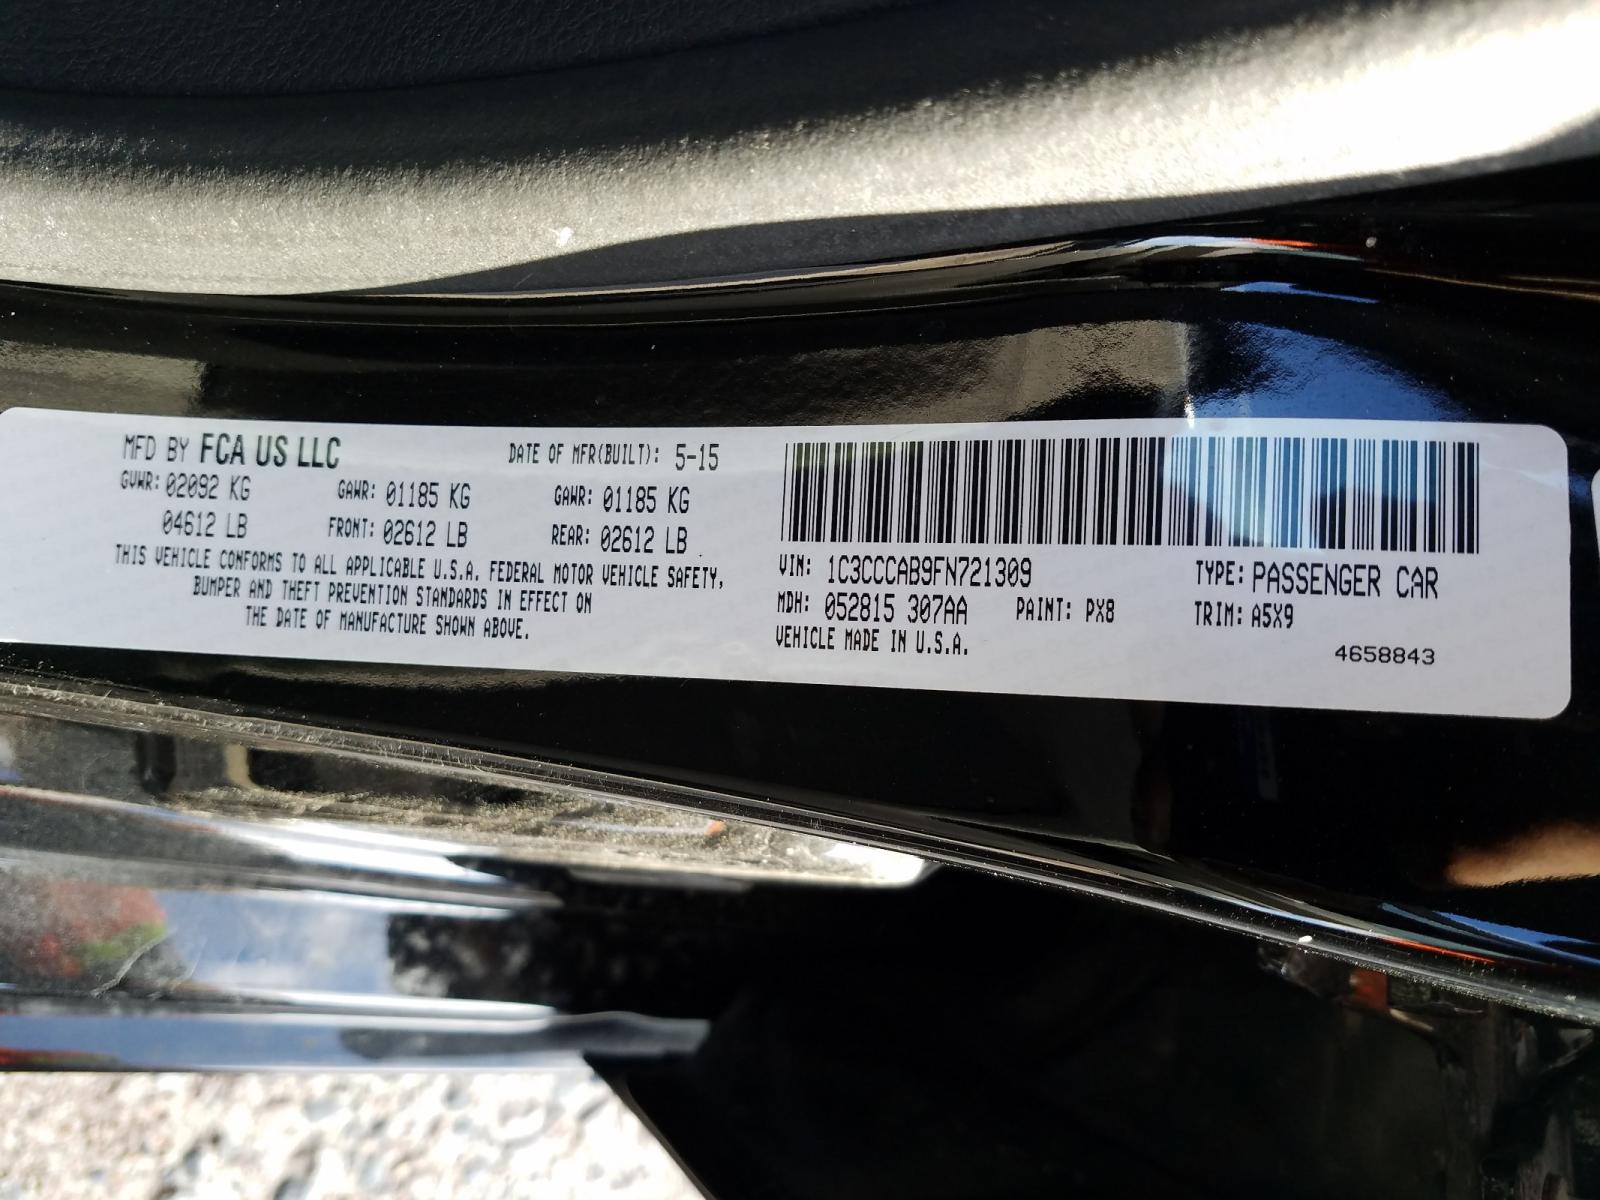 MFD BY FCA US LLC DATE OF MFR(BUILT): 5-15
GVWR: 02092 KG GAWR: 01185 KG GAWR: 01185 KG
04612 LB FRONT: 02612 LB REAR: 02612 LB
THIS VEHICLE CONFORMS TO ALL APPLICABLE U.S.A. FEDERAL MOTOR VEHICLE SAFETY,
BUMPER AND THEFT PREVENTION STANDARDS IN EFFECT ON
THE DATE OF MANUFACTURE SHOWN ABOVE.
VIN: 1C3CCCAB9FN721309 TYPE: PASSENGER CAR
MDH: 052815 307AA PAINT: PX8 TRIM: A5X9
VEHICLE MADE IN U.S.A.
4658843